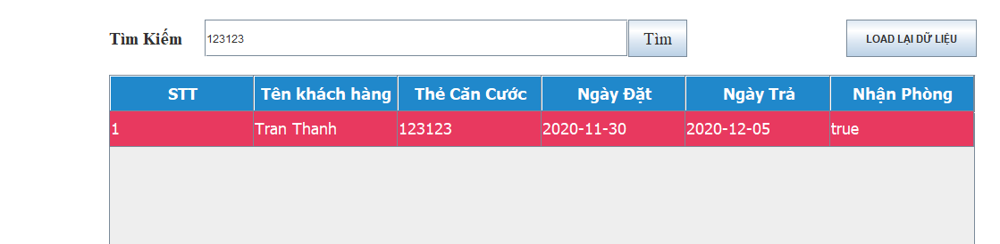 Tìm Kiếm 123123 Tìm LOAD LẠI DỮ LIỆU
STT Tên khách hàng Thẻ Căn Cước Ngày Đặt Ngày Trả Nhận Phòng
1 Tran Thanh 123123 2020-11-30 2020-12-05 true